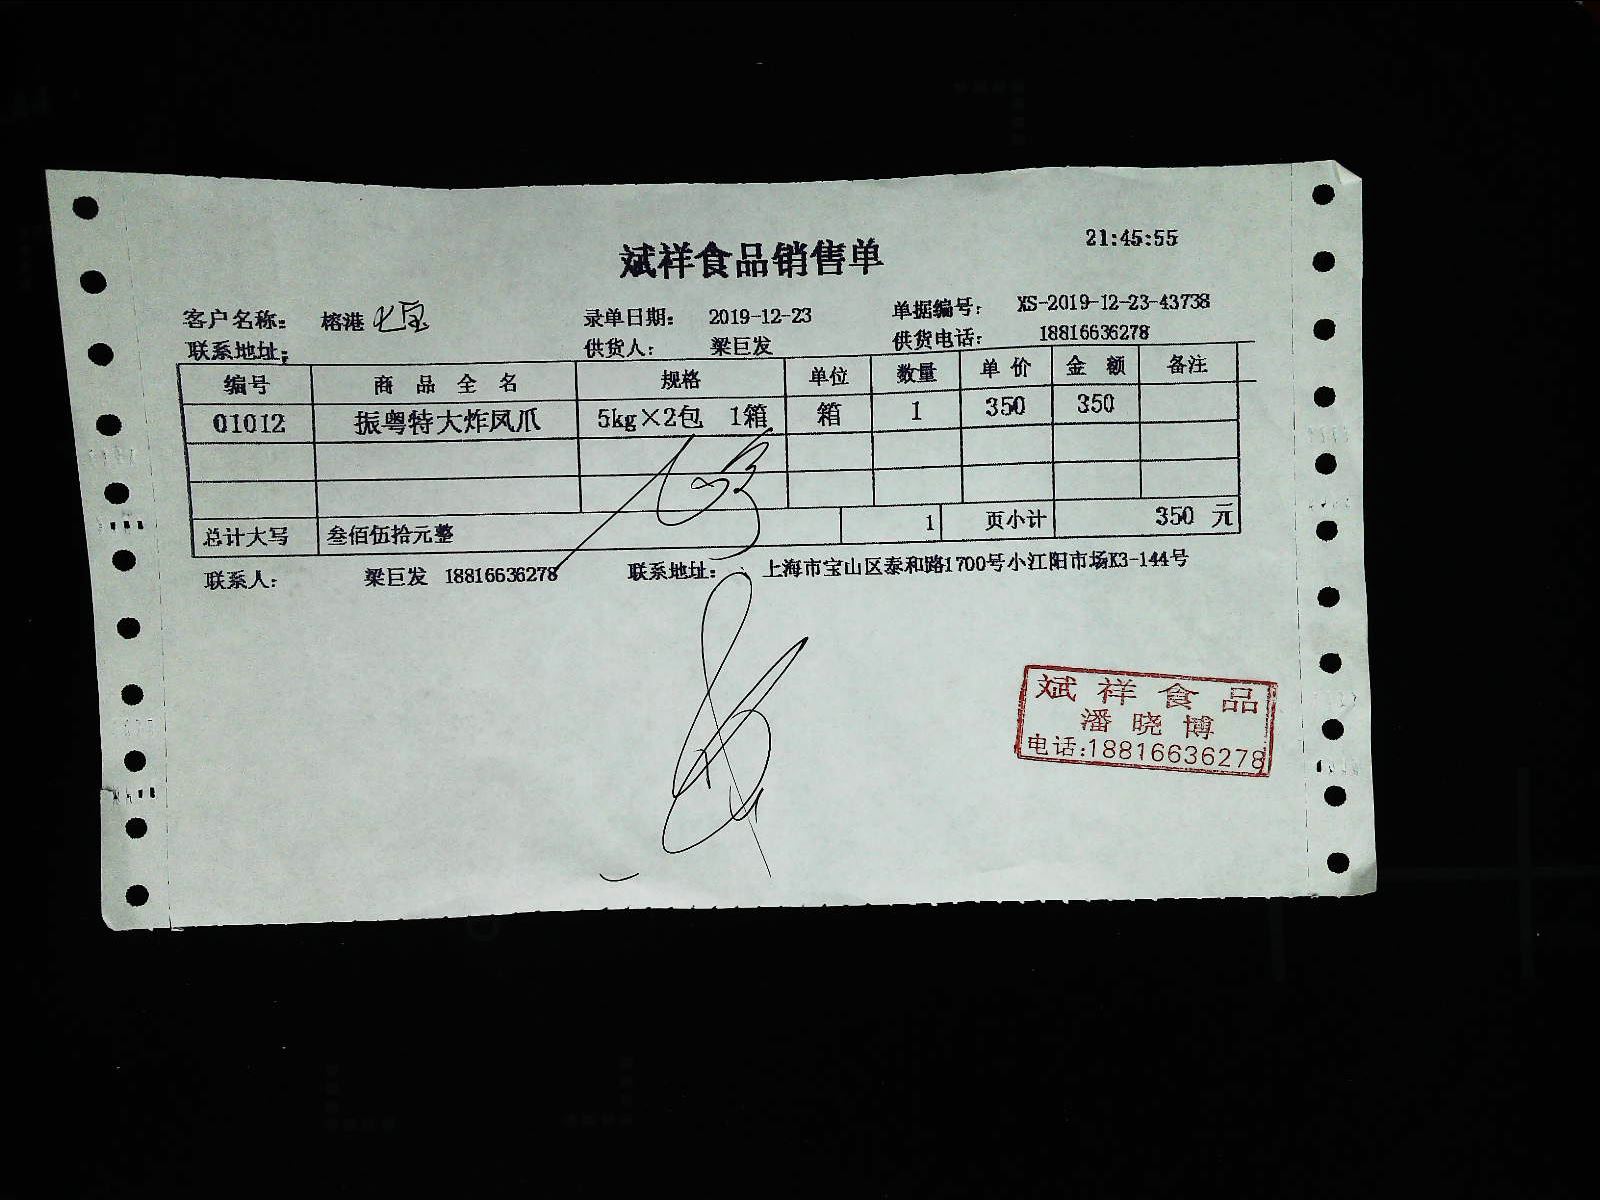 21:45:55
斌祥食品销售单
客户名称： 榕港 七宝 录单日期： 2019-12-23 单据编号： XS-2019-12-23-43738
联系地址： 供货人： 梁巨发 供货电话： 18816636278
编号 商品全名 规格 单位 数量 单价 金额 备注
01012 振粤特大炸凤爪 5kg×2包 1箱 箱 1 350 350
总计大写 叁佰伍拾元整 1 页小计 350 元
联系人： 梁巨发 18816636278 联系地址： 上海市宝山区泰和路1700号小江阳市场K3-144号
斌祥食品
潘晓博
电话:18816636278